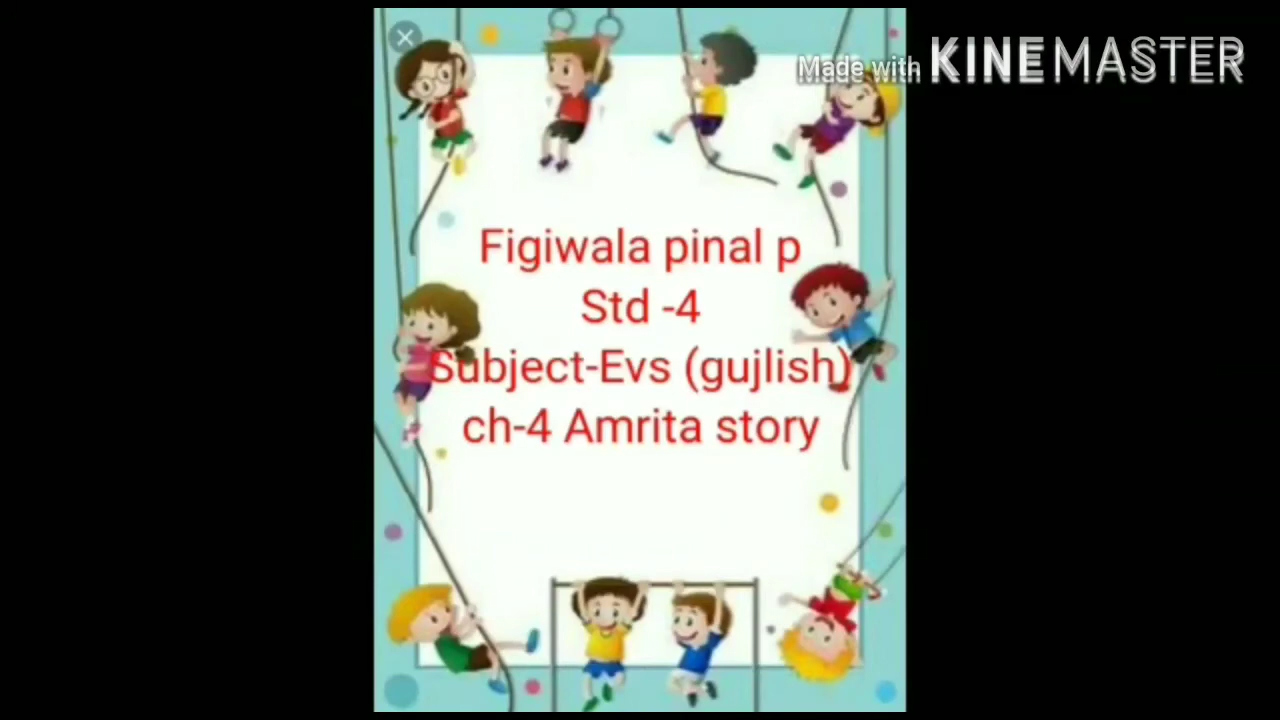 Made with KINEMASTER
Figiwala pinal p
Std -4
Subject-Evs (gujlish)
ch-4 Amrita story